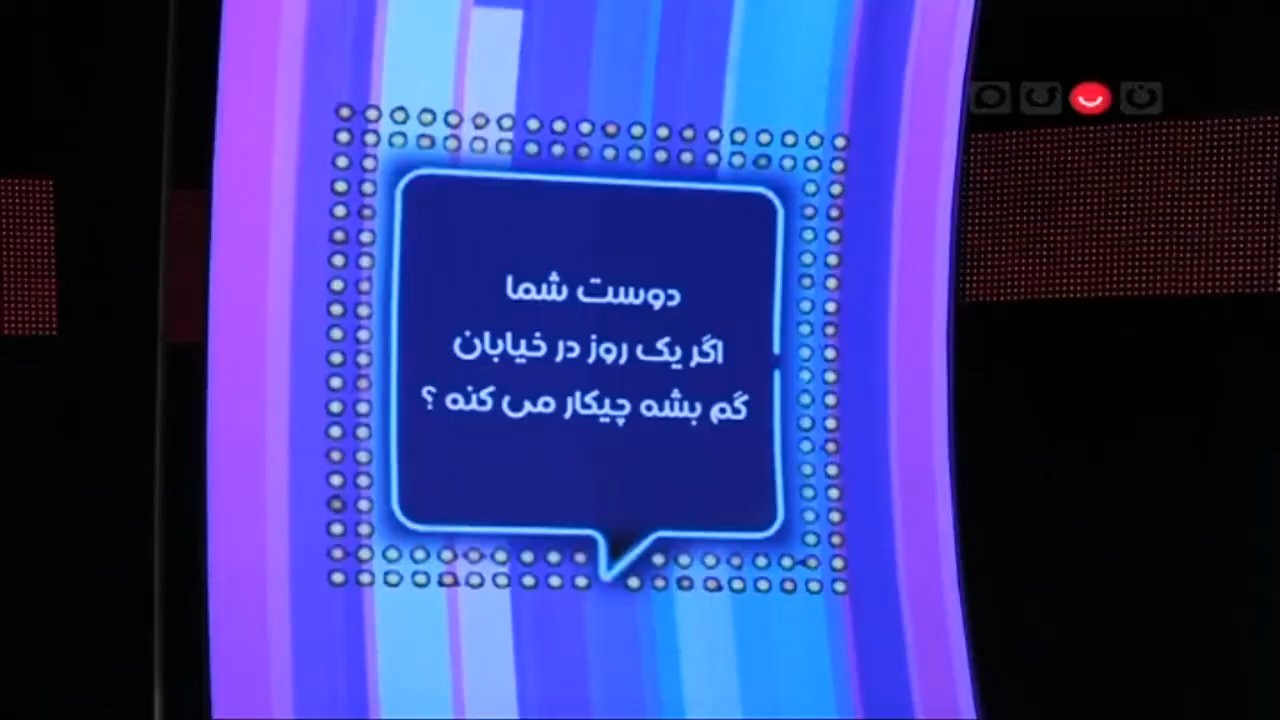 دوست شما
اگر یک روز در خیابان
گم بشه چیکار می کنه ؟